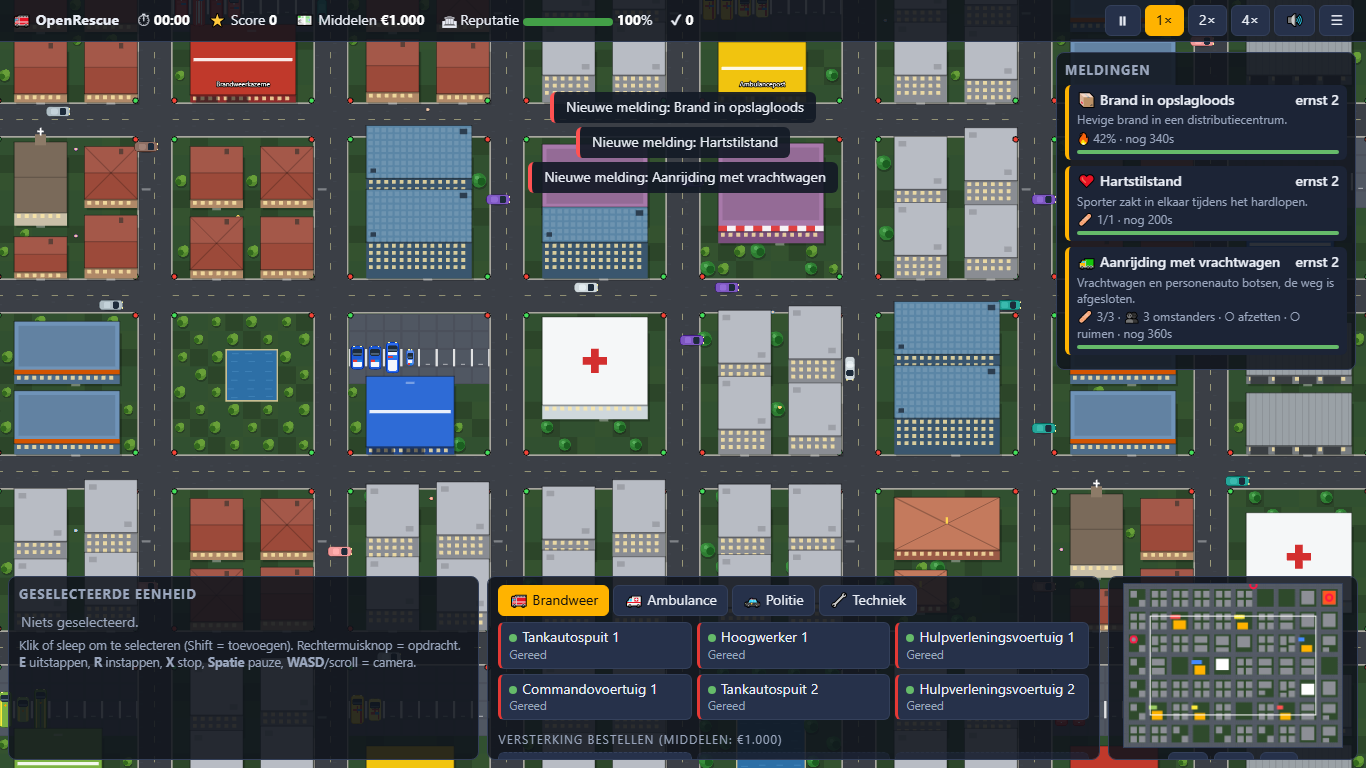 OpenRescue 00:00 Score 0 Middelen €1.000 Reputatie 100% ✓ 0
1× 2× 4×
Brandweerkazerne
Ambulancepost
Nieuwe melding: Brand in opslagloods
Nieuwe melding: Hartstilstand
Nieuwe melding: Aanrijding met vrachtwagen
MELDINGEN
Brand in opslagloods ernst 2
Hevige brand in een distributiecentrum.
42% · nog 340s
Hartstilstand ernst 2
Sporter zakt in elkaar tijdens het hardlopen.
1/1 · nog 200s
Aanrijding met vrachtwagen ernst 2
Vrachtwagen en personenauto botsen, de weg is
afgesloten.
3/3 · 3 omstanders · O afzetten · O
ruimen · nog 360s
GESELECTEERDE EENHEID
Niets geselecteerd.
Klik of sleep om te selecteren (Shift = toevoegen). Rechtermuisknop = opdracht.
E uitstappen, R instappen, X stop, Spatie pauze, WASD/scroll = camera.
Brandweer Ambulance Politie Techniek
Tankautospuit 1
Gereed
Hoogwerker 1
Gereed
Hulpverleningsvoertuig 1
Gereed
Commandovoertuig 1
Gereed
Tankautospuit 2
Gereed
Hulpverleningsvoertuig 2
Gereed
VERSTERKING BESTELLEN (MIDDELEN: €1.000)